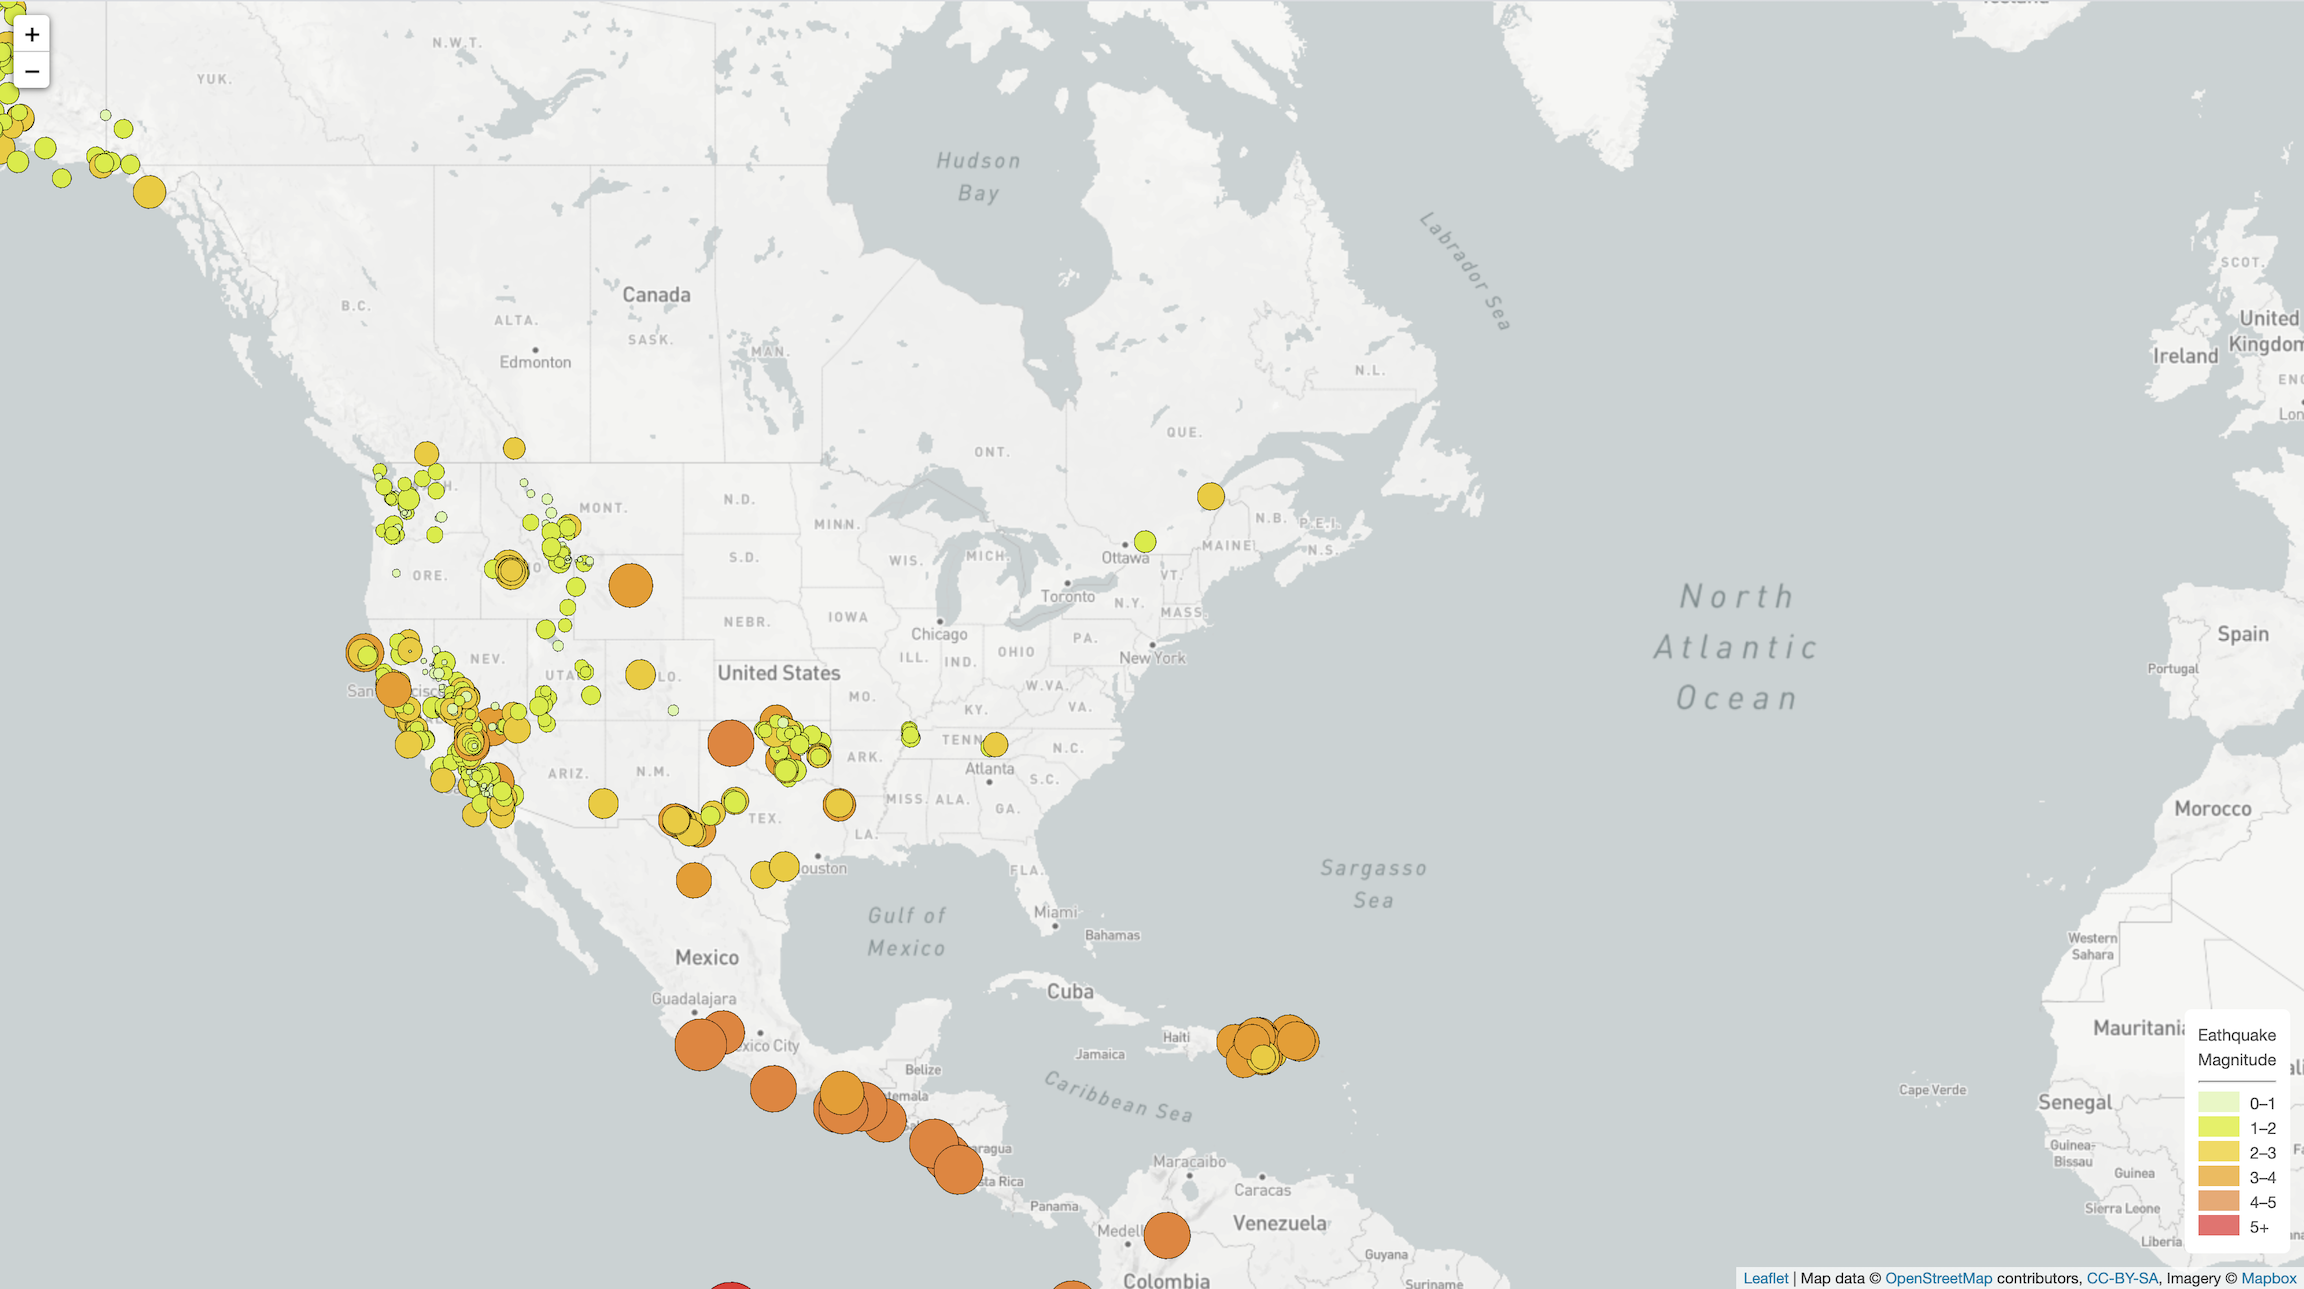 +
−
N.W.T.
YUK.
Hudson
Bay
Labrador Sea
SCOT.
B.C.
Canada
ALTA.
SASK.
MAN.
Edmonton
United
Kingdom
Ireland
N.L.
QUE.
ONT.
MONT.
N.D.
MINN.
N.B.
P.E.I.
MAINE
N.S.
S.D.
WIS.
MICH.
Ottawa
VT.
ORE.
Toronto
N.Y.
MASS.
NEBR.
IOWA
Chicago
PA.
New York
NEV.
ILL.
IND.
OHIO
United States
North
Atlantic
Ocean
Spain
Portugal
MO.
W.VA.
KY.
VA.
TENN
N.C.
ARK.
Atlanta
ARIZ.
N.M.
S.C.
MISS.
ALA.
GA.
TEX.
LA.
Morocco
FLA.
Sargasso
Sea
Gulf of
Mexico
Miami
Bahamas
Western
Sahara
Mexico
Guadalajara
Cuba
Haiti
Jamaica
Belize
Caribbean Sea
Mauritania
Cape Verde
Senegal
Guinea-
Bissau
Guinea
Sierra Leone
Liberia
Maracaibo
Caracas
Panama
Venezuela
Guyana
Colombia
Suriname
Eathquake
Magnitude
0–1
1–2
2–3
3–4
4–5
5+
Leaflet | Map data © OpenStreetMap contributors, CC-BY-SA, Imagery © Mapbox